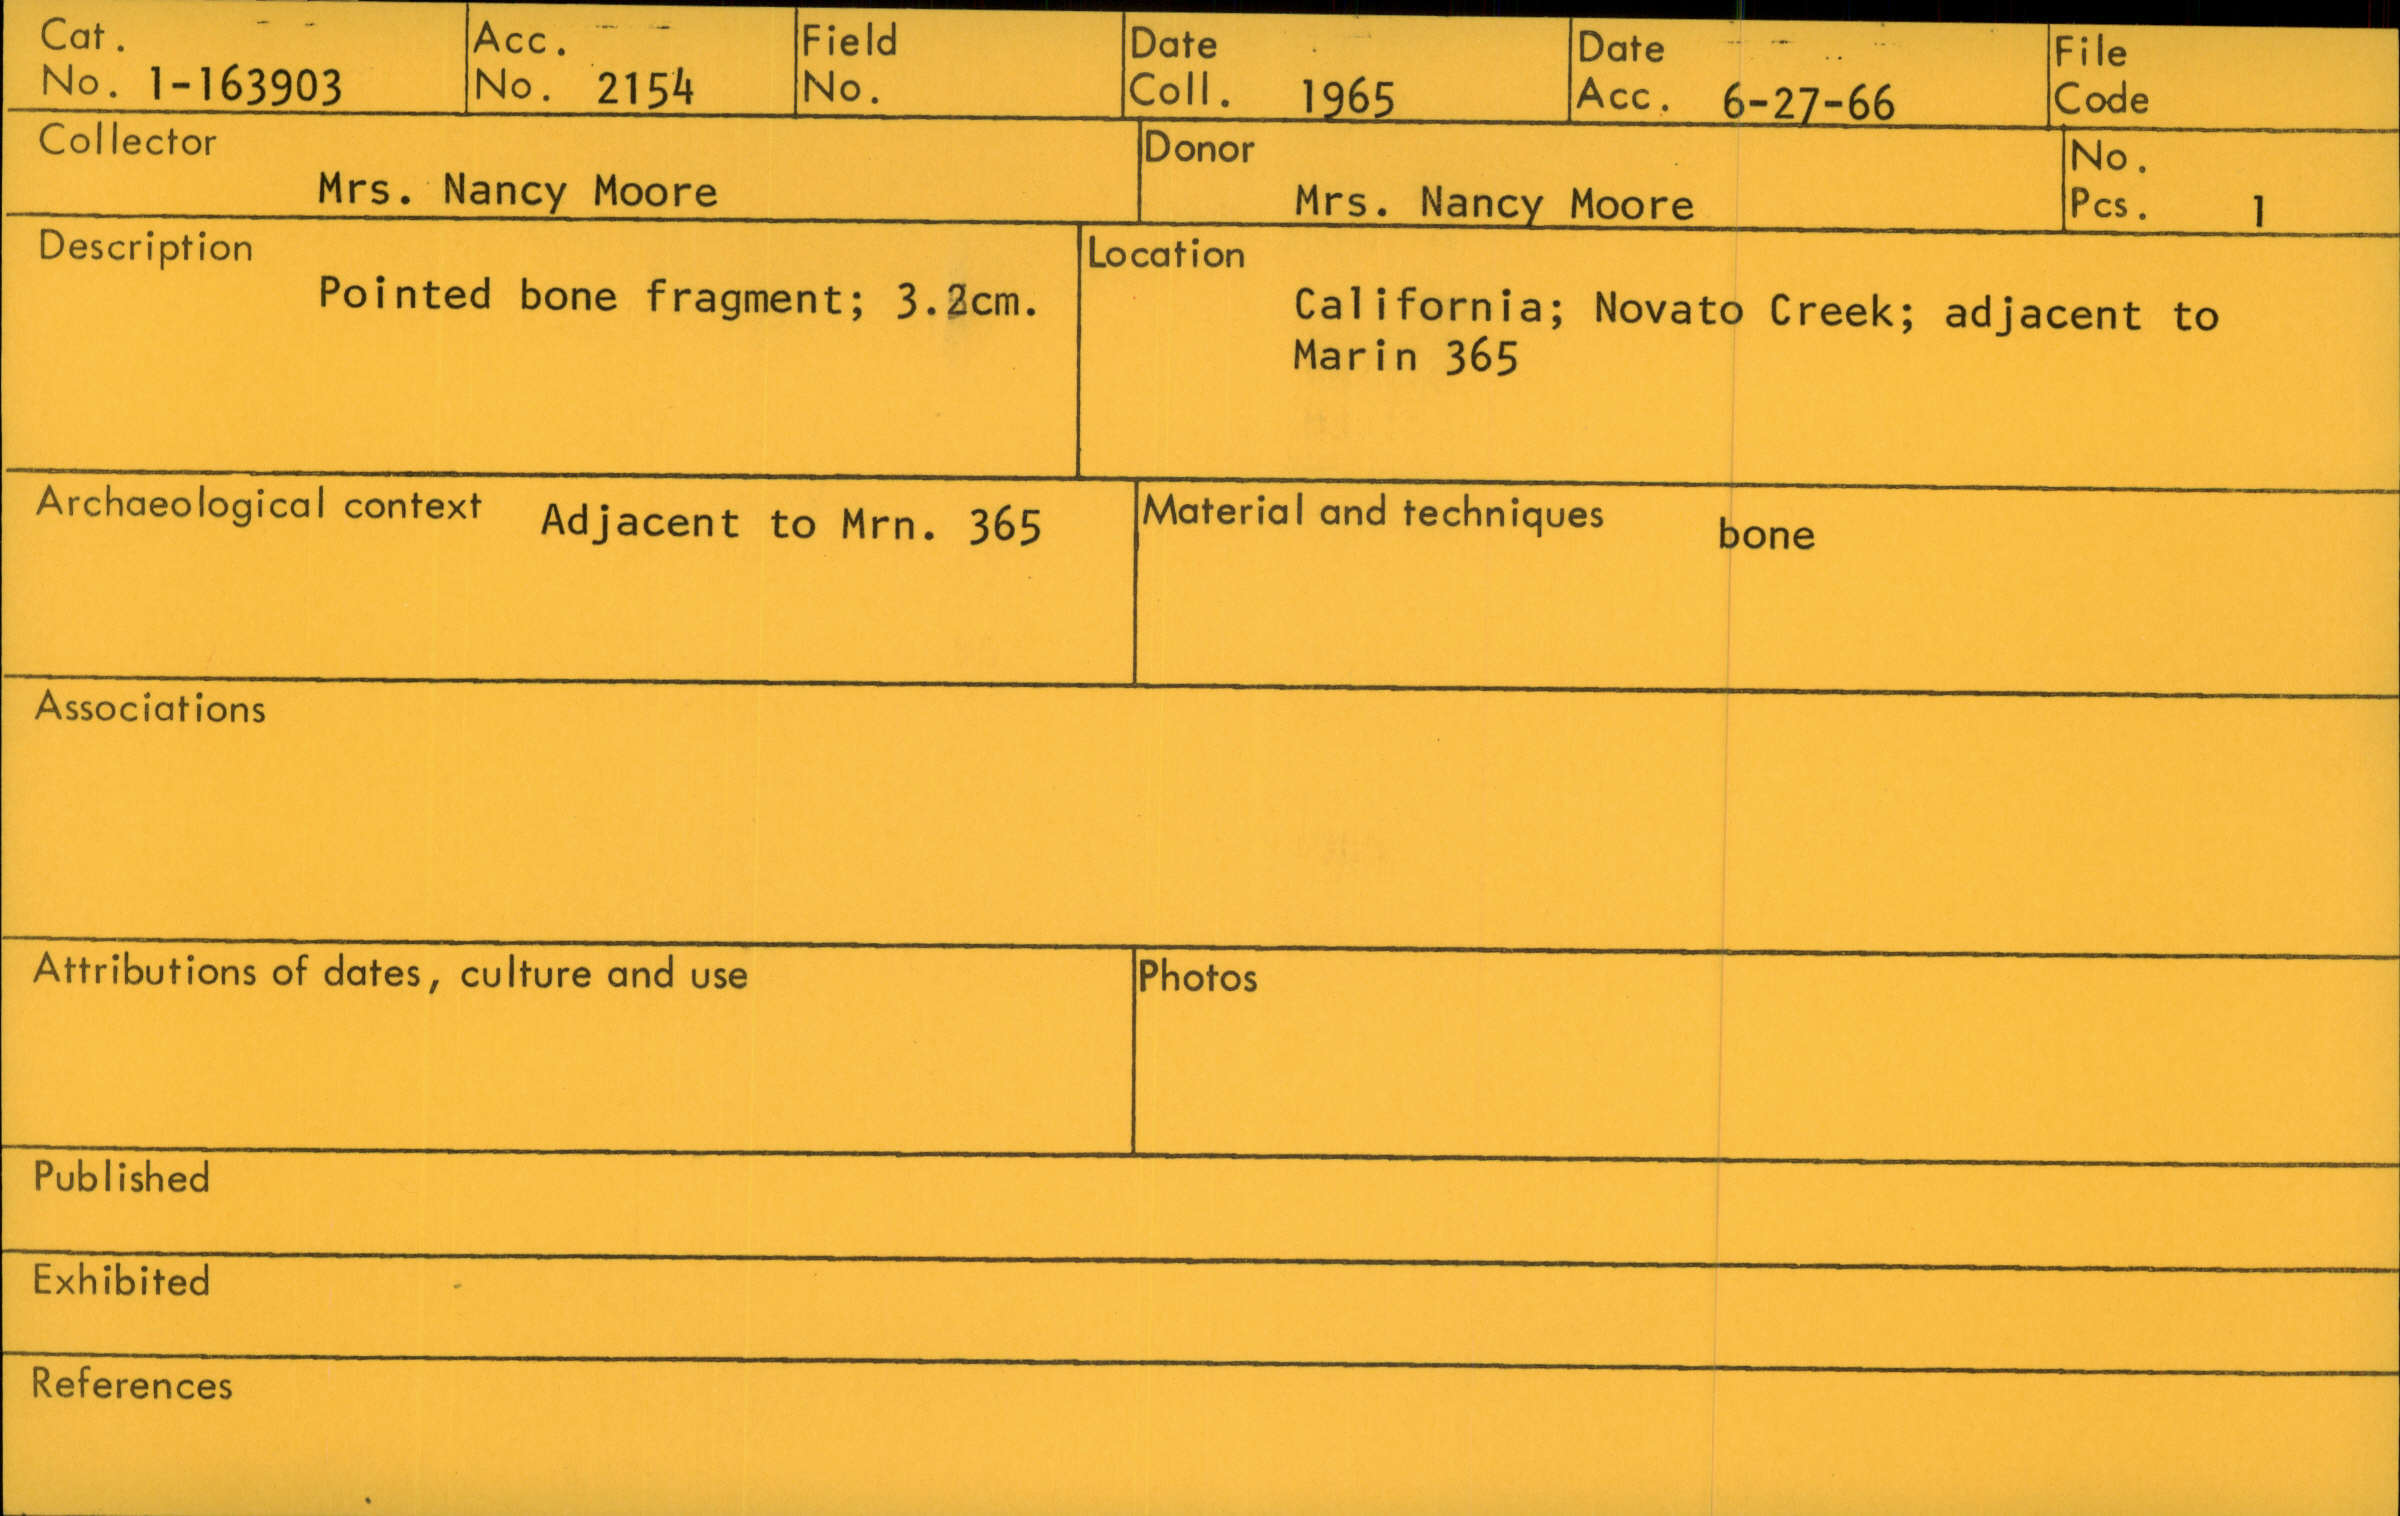 Cat. No. 1-163903
Acc. No. 2154
Field No.
Date Coll. 1965
Date Acc. 6-27-66
File Code
Collector
Mrs. Nancy Moore
Donor
Mrs. Nancy Moore
No. Pcs. 1
Description
Pointed bone fragment; 3.2cm.
Location
California; Novato Creek; adjacent to
Marin 365
Archaeological context Adjacent to Mrn. 365
Material and techniques bone
Associations
Attributions of dates, culture and use
Photos
Published
Exhibited
References